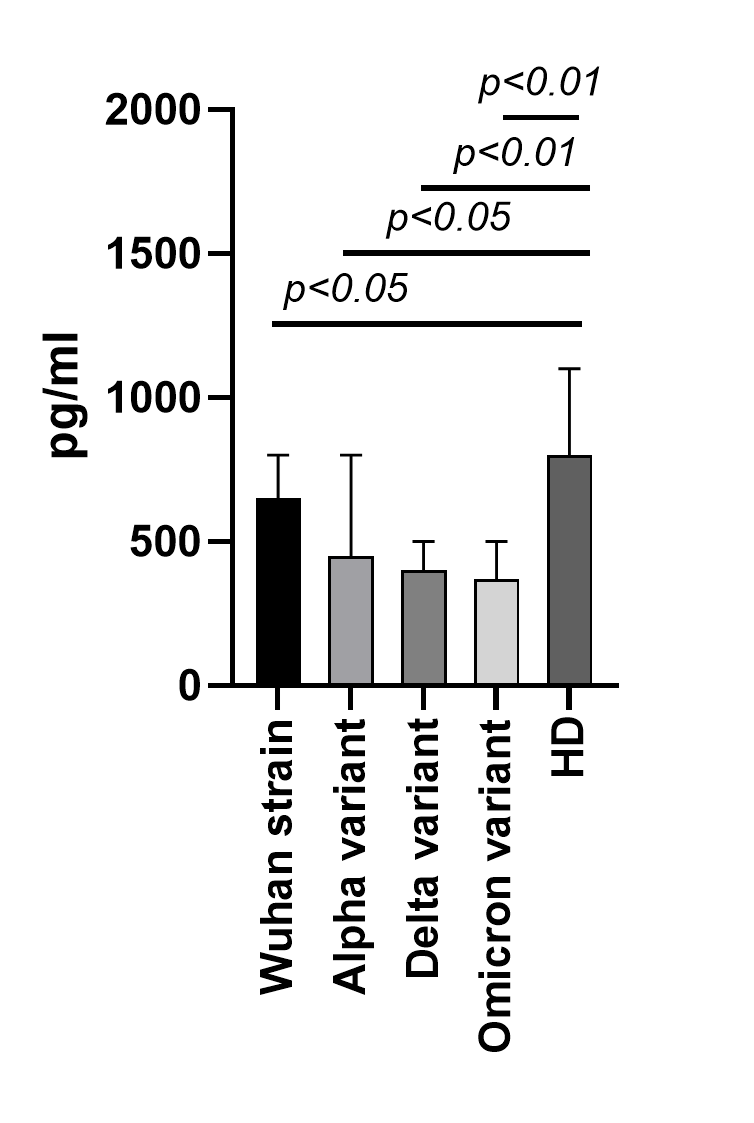 p<0.01
2000
p<0.01
p<0.05
1500
p<0.05
pg/ml
1000
500
0
Wuhan strain
Alpha variant
Delta variant
Omicron variant
HD